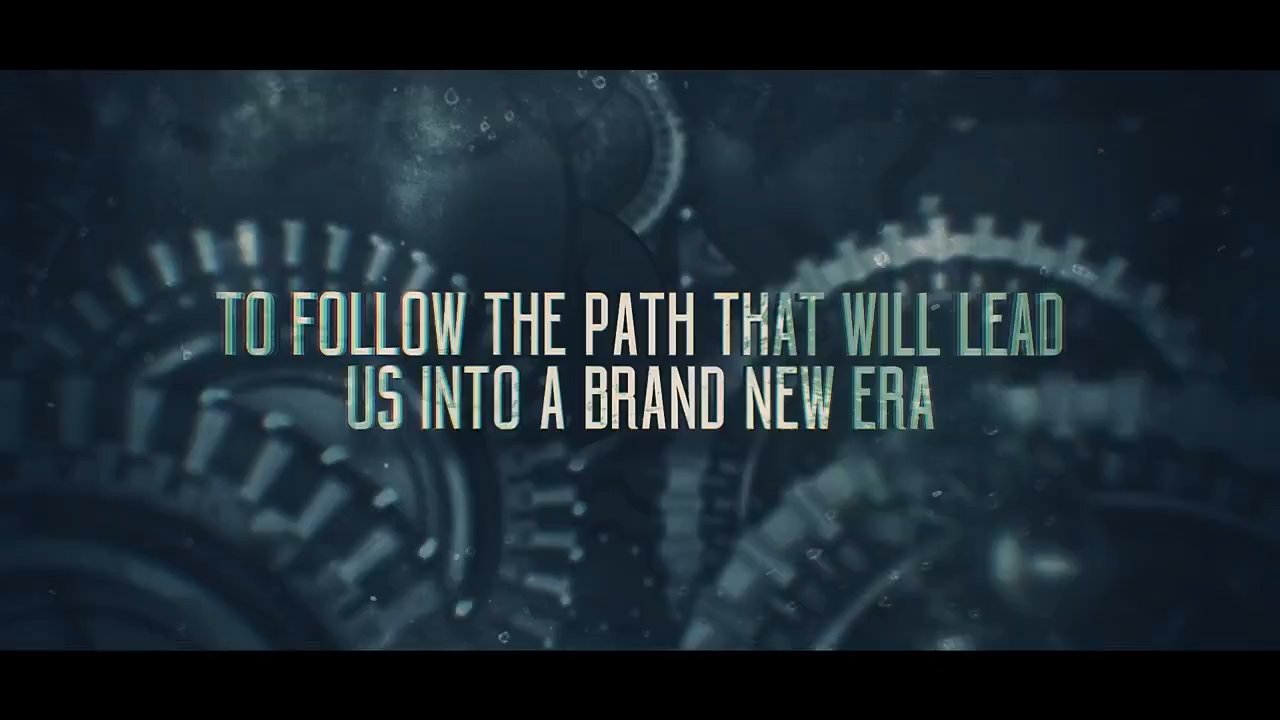 TO FOLLOW THE PATH THAT WILL LEAD
US INTO A BRAND NEW ERA